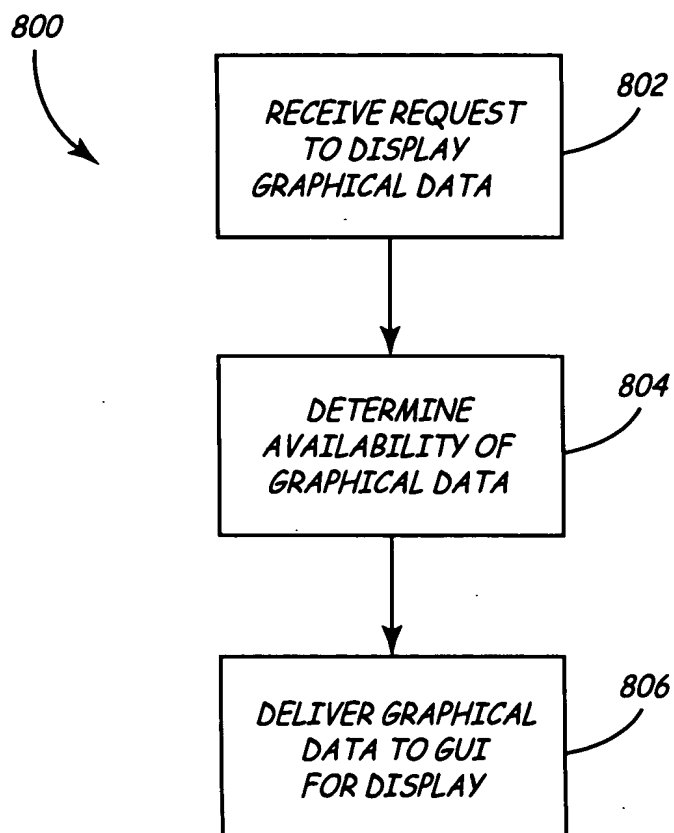 800
802
RECEIVE REQUEST
TO DISPLAY
GRAPHICAL DATA
804
DETERMINE
AVAILABILITY OF
GRAPHICAL DATA
806
DELIVER GRAPHICAL
DATA TO GUI
FOR DISPLAY